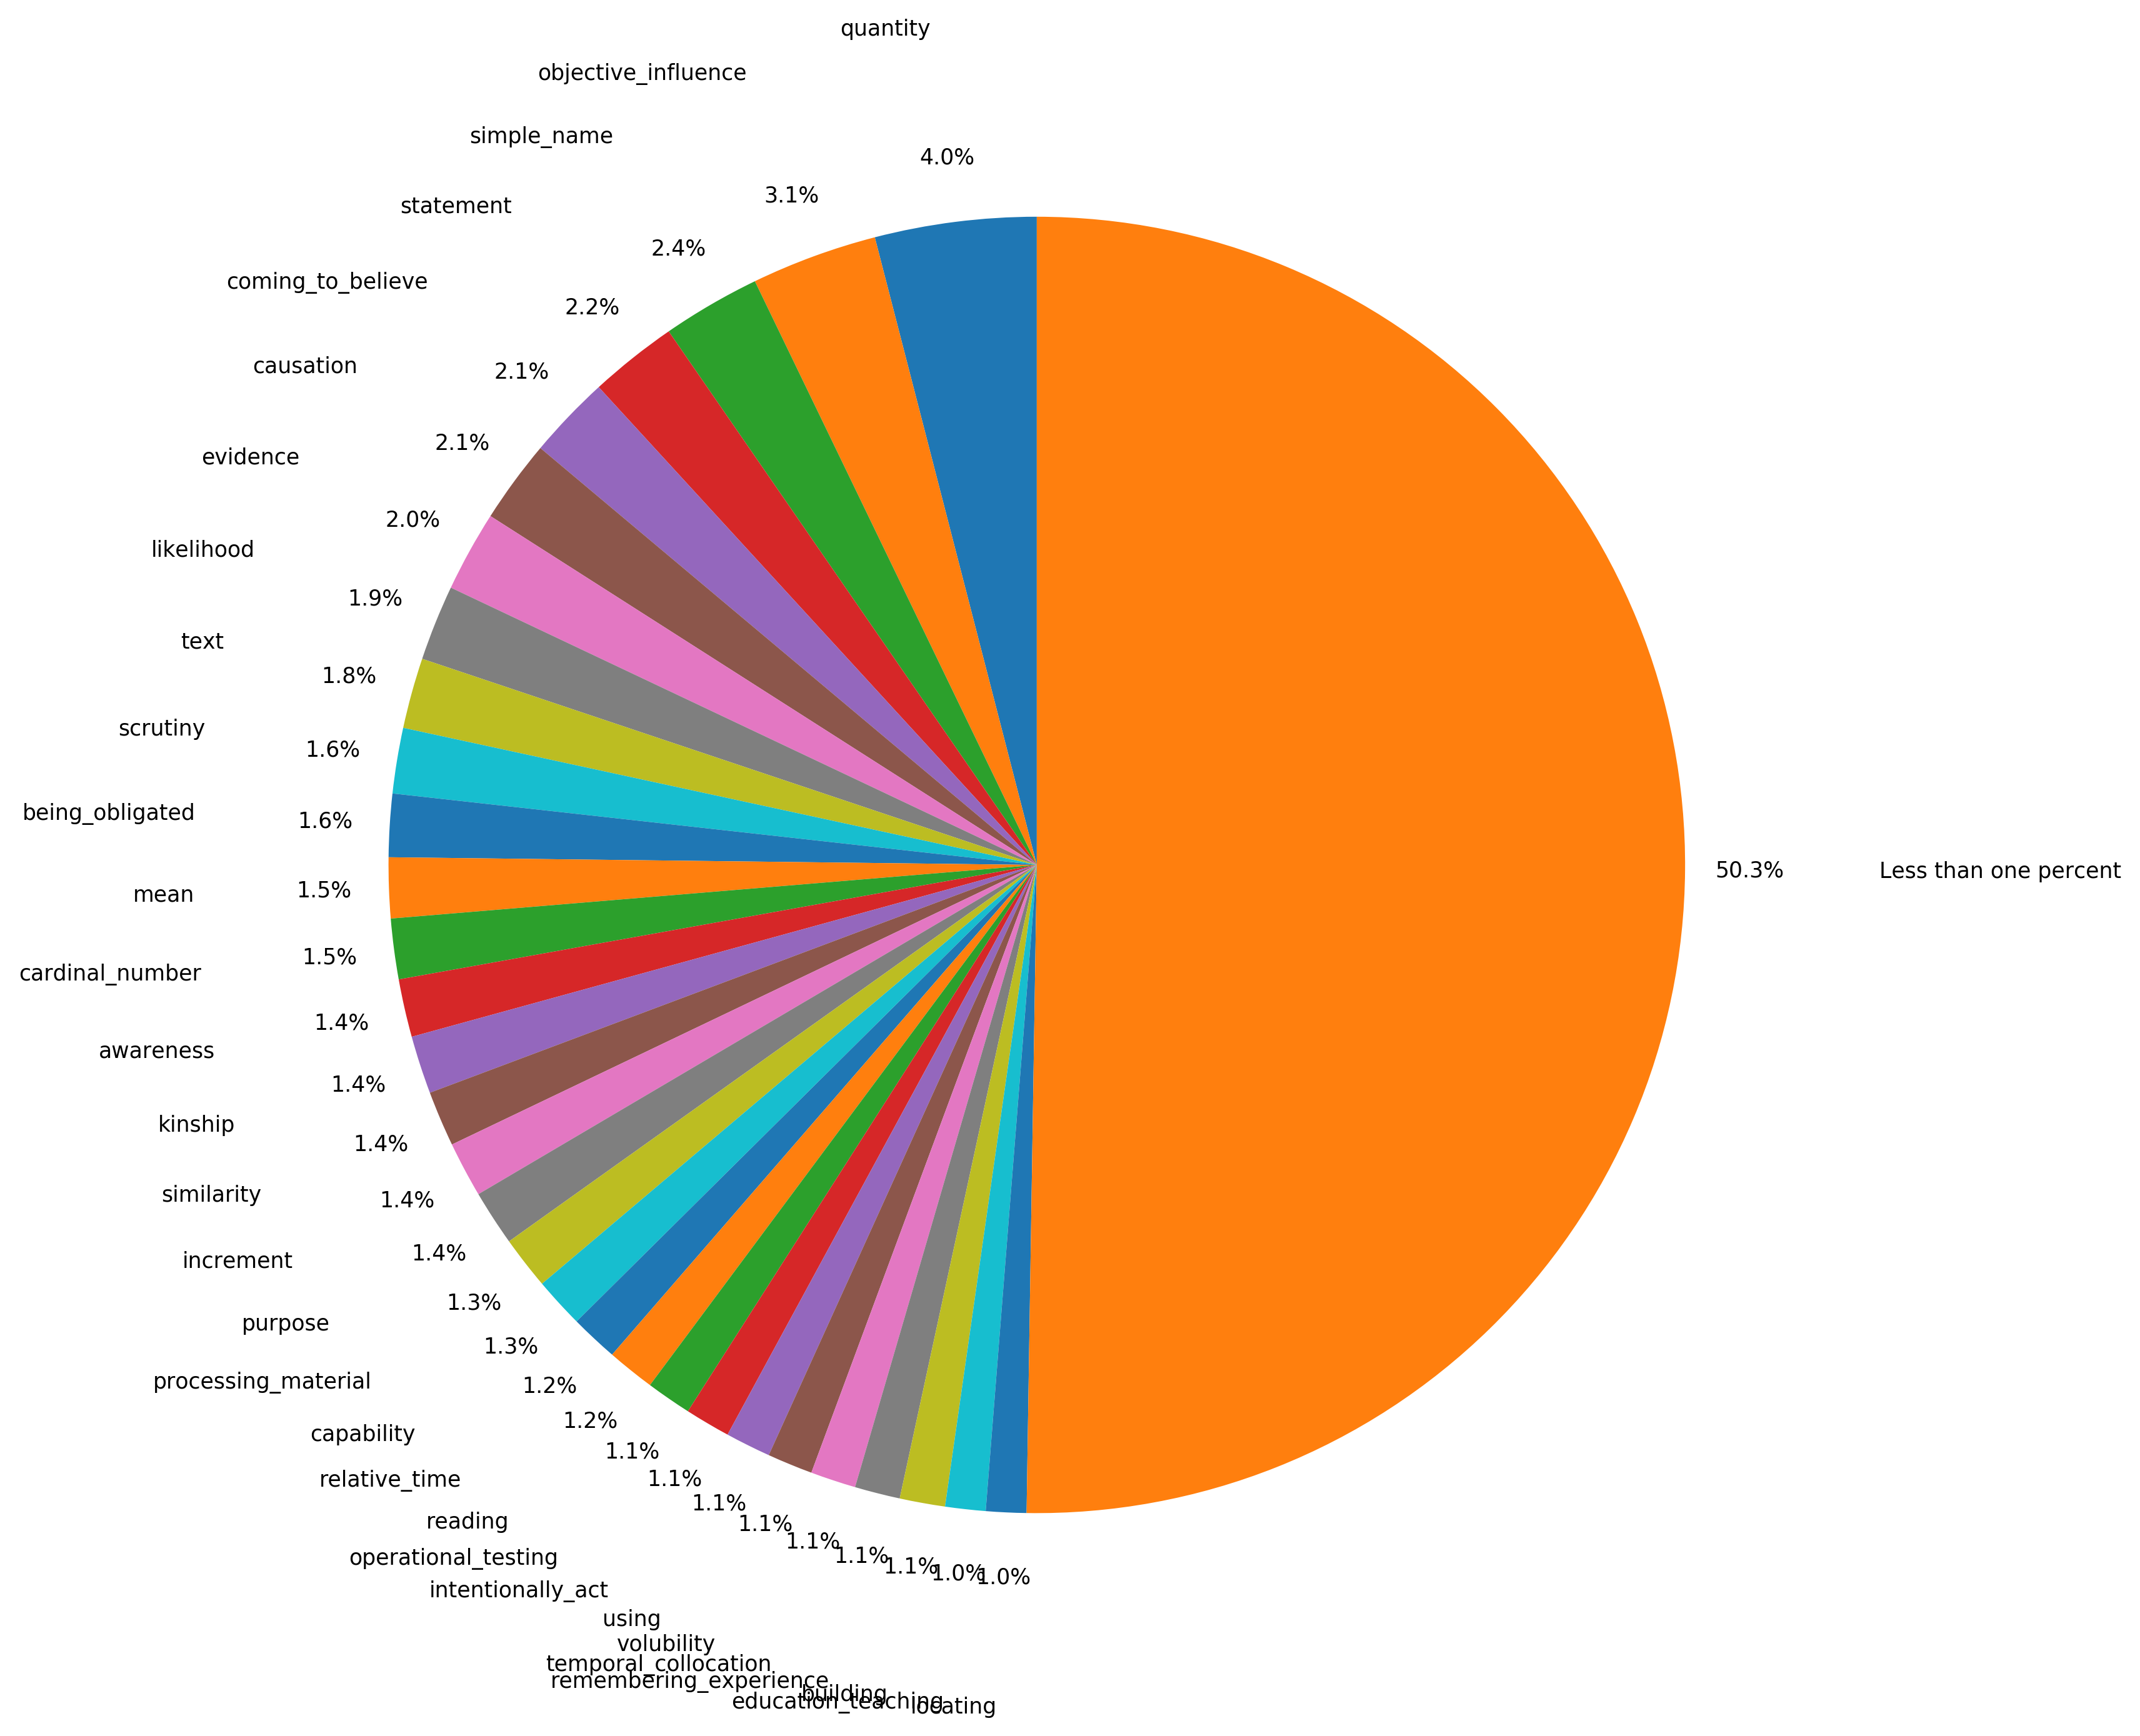 quantity
4.0%
objective_influence
3.1%
simple_name
2.4%
statement
2.2%
coming_to_believe
2.1%
causation
2.1%
evidence
2.0%
likelihood
1.9%
text
1.8%
scrutiny
1.6%
being_obligated
1.6%
mean
1.5%
cardinal_number
1.5%
awareness
1.4%
kinship
1.4%
similarity
1.4%
increment
1.4%
purpose
1.4%
processing_material
1.3%
capability
1.3%
relative_time
1.2%
reading
1.2%
operational_testing
1.1%
intentionally_act
1.1%
using
1.1%
volubility
1.1%
temporal_collocation
1.1%
remembering_experience
1.1%
building
1.1%
education_teaching
1.0%
locating
1.0%
Less than one percent
50.3%